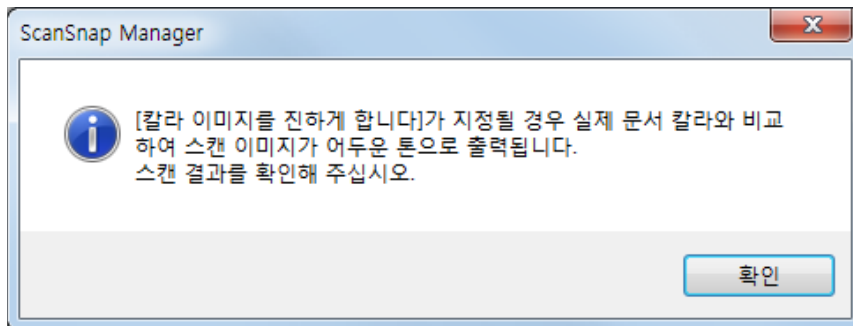 ScanSnap Manager
[칼라 이미지를 진하게 합니다]가 지정될 경우 실제 문서 칼라와 비교
하여 스캔 이미지가 어두운 톤으로 출력됩니다.
스캔 결과를 확인해 주십시오.
확인